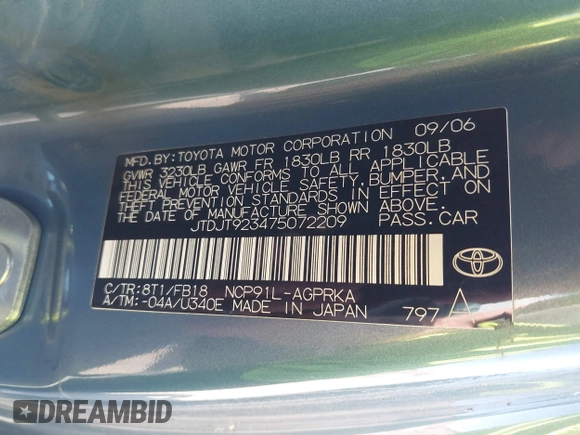 MFD.BY:TOYOTA MOTOR CORPORATION 09/06
GVWR 3230LB GAWR FR 1830LB RR 1830LB
THIS VEHICLE CONFORMS TO ALL APPLICABLE
FEDERAL MOTOR VEHICLE SAFETY,BUMPER,AND
THEFT PREVENTION STANDARDS IN EFFECT ON
THE DATE OF MANUFACTURE SHOWN ABOVE.
JTDJT923475072209 PASS.CAR
C/TR:8T1/FB18 NCP91L-AGPRKA
A/TM:-04A/U340E MADE IN JAPAN 797 A
DREAMBID